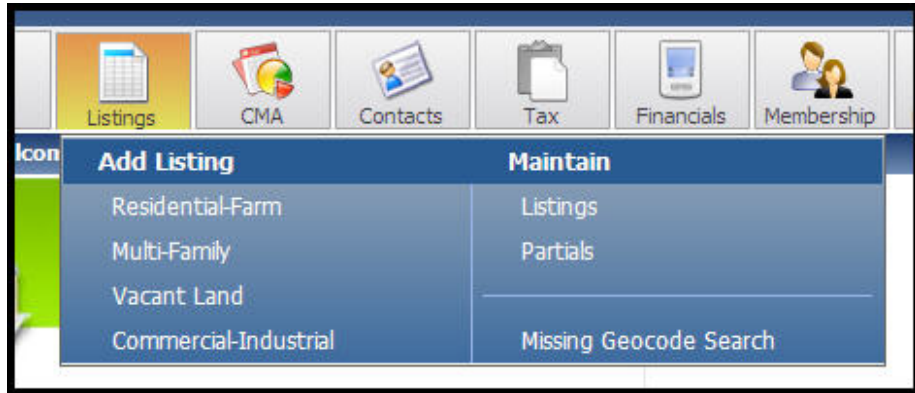 Listings
CMA
Contacts
Tax
Financials
Membership
lcon
Add Listing
Maintain
Residential-Farm
Listings
Multi-Family
Partials
Vacant Land
Commercial-Industrial
Missing Geocode Search